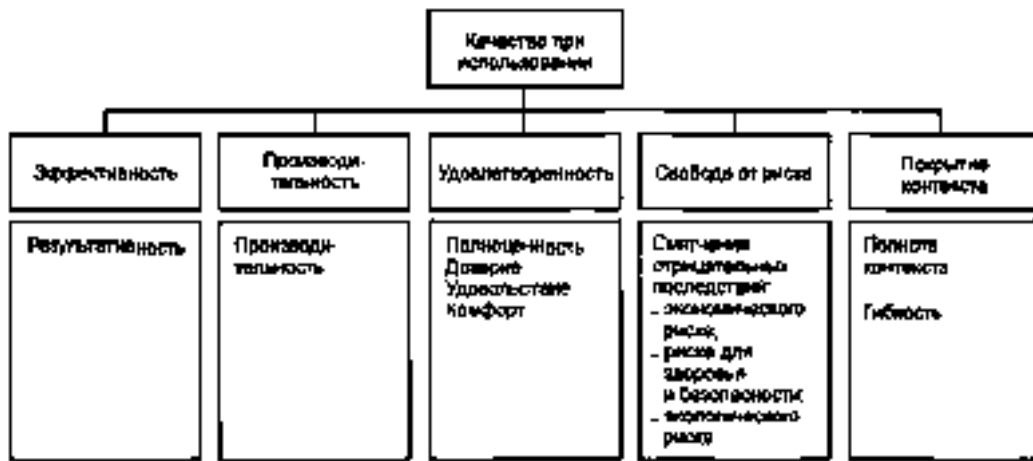 Качество при
использовании
Эффективность
Производи-
тельность
Удовлетворенность
Свобода от риска
Покрытие
контекста
Результативность
Производи-
тельность
Полноценность
Доверие
Удовольствие
Комфорт
Смягчение
отрицательных
последствий:
- экономического
риска;
- риска для
здоровья
и безопасности;
- экологического
риска
Полнота
контекста
Гибкость